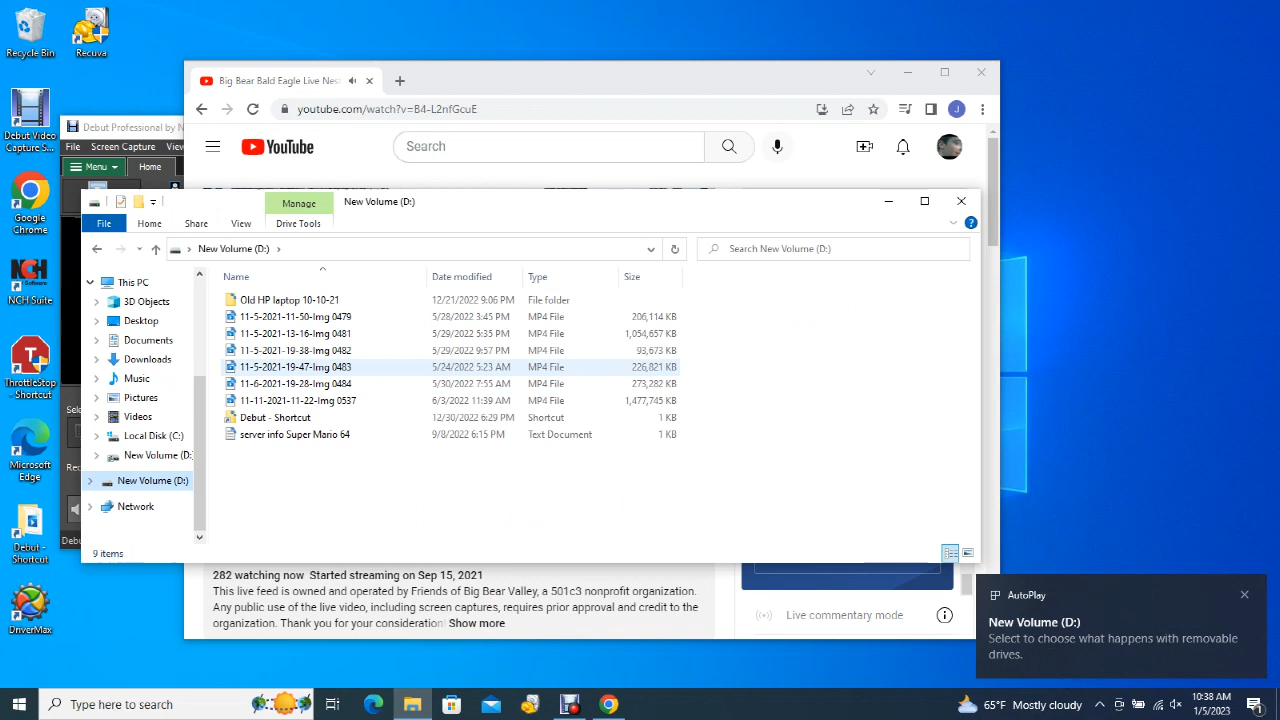 Recycle Bin
Recuva
Debut Video
Capture S...
Google
Chrome
NCH Suite
ThrottleStop
- Shortcut
Microsoft
Edge
Debut -
Shortcut
DriverMax
Debut Professional by N
File Screen Capture View
Menu Home
Sele
Rec
Debu
Big Bear Bald Eagle Live Nes
youtube.com/watch?v=B4-L2nfGcuE
J
YouTube
Search
Manage New Volume (D:)
File Home Share View Drive Tools
New Volume (D:)
Search New Volume (D:)
This PC
3D Objects
Desktop
Documents
Downloads
Music
Pictures
Videos
Local Disk (C:)
New Volume (D:
New Volume (D:)
Network
Name Date modified Type Size
Old HP laptop 10-10-21 12/21/2022 9:06 PM File folder
11-5-2021-11-50-Img 0479 5/28/2022 3:45 PM MP4 File 206,114 KB
11-5-2021-13-16-Img 0481 5/29/2022 5:35 PM MP4 File 1,054,657 KB
11-5-2021-19-38-Img 0482 5/29/2022 9:57 PM MP4 File 93,673 KB
11-5-2021-19-47-Img 0483 5/24/2022 5:23 AM MP4 File 226,821 KB
11-6-2021-19-28-Img 0484 5/30/2022 7:55 AM MP4 File 273,282 KB
11-11-2021-11-22-Img 0537 6/3/2022 11:39 AM MP4 File 1,477,745 KB
Debut - Shortcut 12/30/2022 6:29 PM Shortcut 1 KB
server info Super Mario 64 9/8/2022 6:15 PM Text Document 1 KB
9 items
282 watching now Started streaming on Sep 15, 2021
This live feed is owned and operated by Friends of Big Bear Valley, a 501c3 nonprofit organization.
Any public use of the live video, including screen captures, requires prior approval and credit to the
organization. Thank you for your consideration! Show more
Live commentary mode
AutoPlay
New Volume (D:)
Select to choose what happens with removable
drives.
Type here to search
65°F Mostly cloudy
10:38 AM
1/5/2023
1